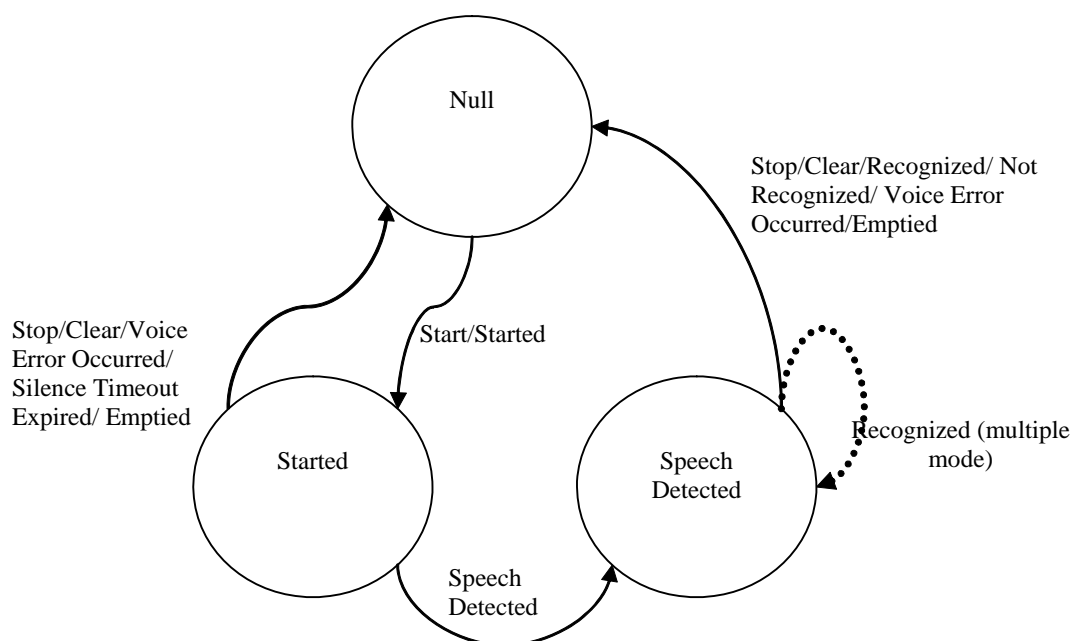 Null
Stop/Clear/Recognized/ Not
Recognized/ Voice Error
Occurred/Emptied
Stop/Clear/Voice
Error Occurred/
Silence Timeout
Expired/ Emptied
Start/Started
Started
Speech
Detected
Recognized (multiple
mode)
Speech
Detected